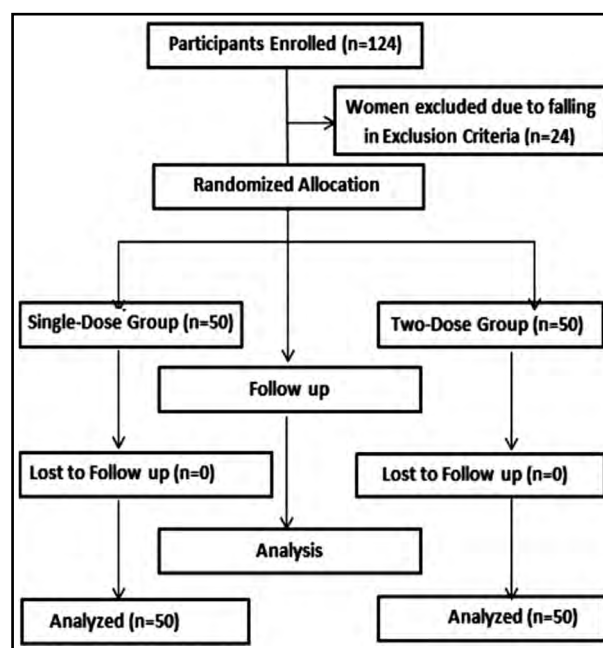 Participants Enrolled (n=124)
Women excluded due to falling
in Exclusion Criteria (n=24)
Randomized Allocation
Single-Dose Group (n=50)
Two-Dose Group (n=50)
Follow up
Lost to Follow up (n=0)
Lost to Follow up (n=0)
Analysis
Analyzed (n=50)
Analyzed (n=50)